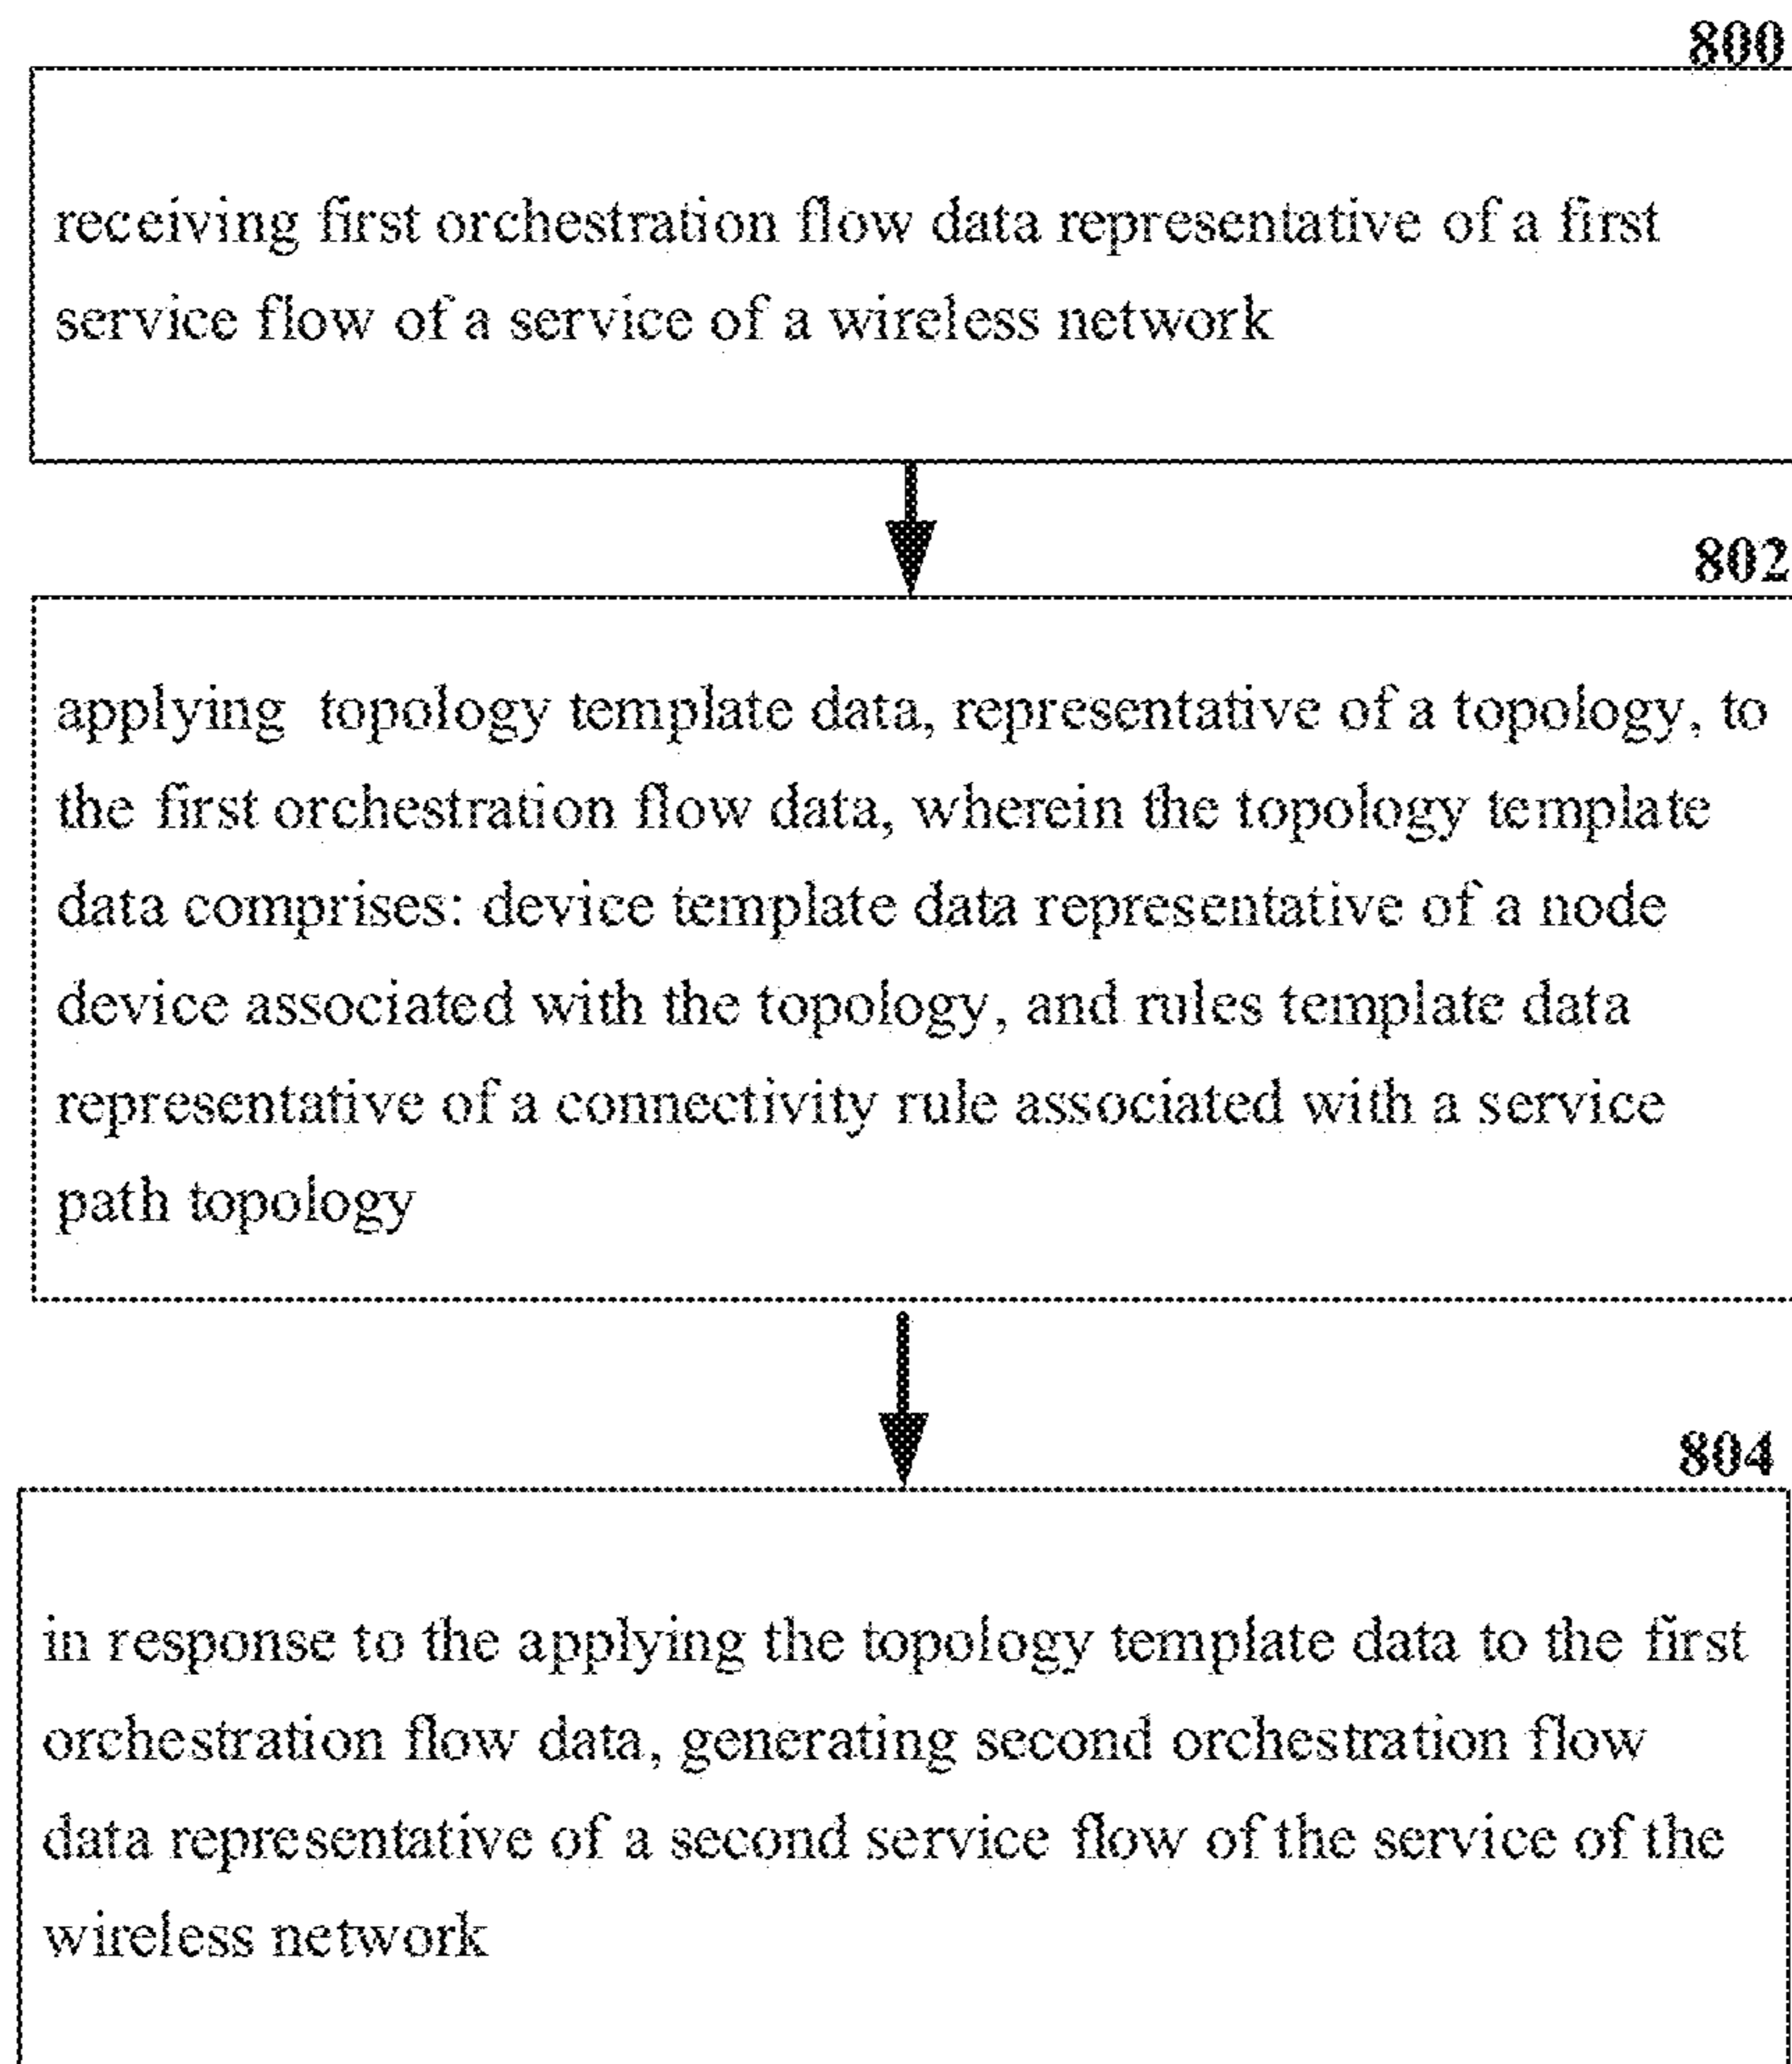 800
receiving first orchestration flow data representative of a first
service flow of a service of a wireless network
802
applying topology template data, representative of a topology, to
the first orchestration flow data, wherein the topology template
data comprises: device template data representative of a node
device associated with the topology, and rules template data
representative of a connectivity rule associated with a service
path topology
804
in response to the applying the topology template data to the first
orchestration flow data, generating second orchestration flow
data representative of a second service flow of the service of the
wireless network